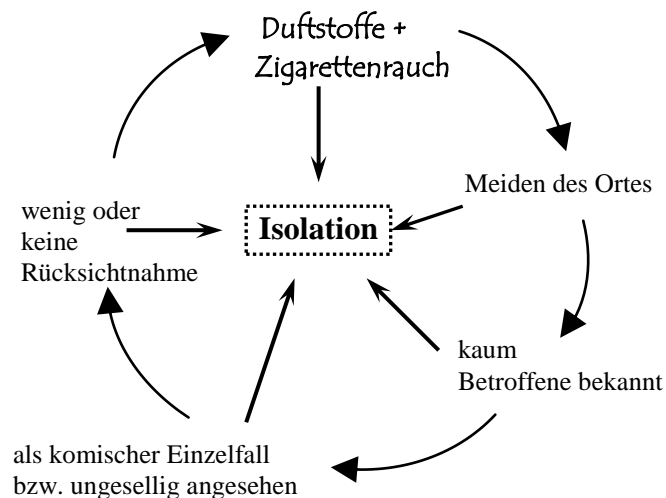 Duftstoffe +
Zigarettenrauch
Meiden des Ortes
wenig oder
keine
Rücksichtnahme
Isolation
kaum
Betroffene bekannt
als komischer Einzelfall
bzw. ungesellig angesehen